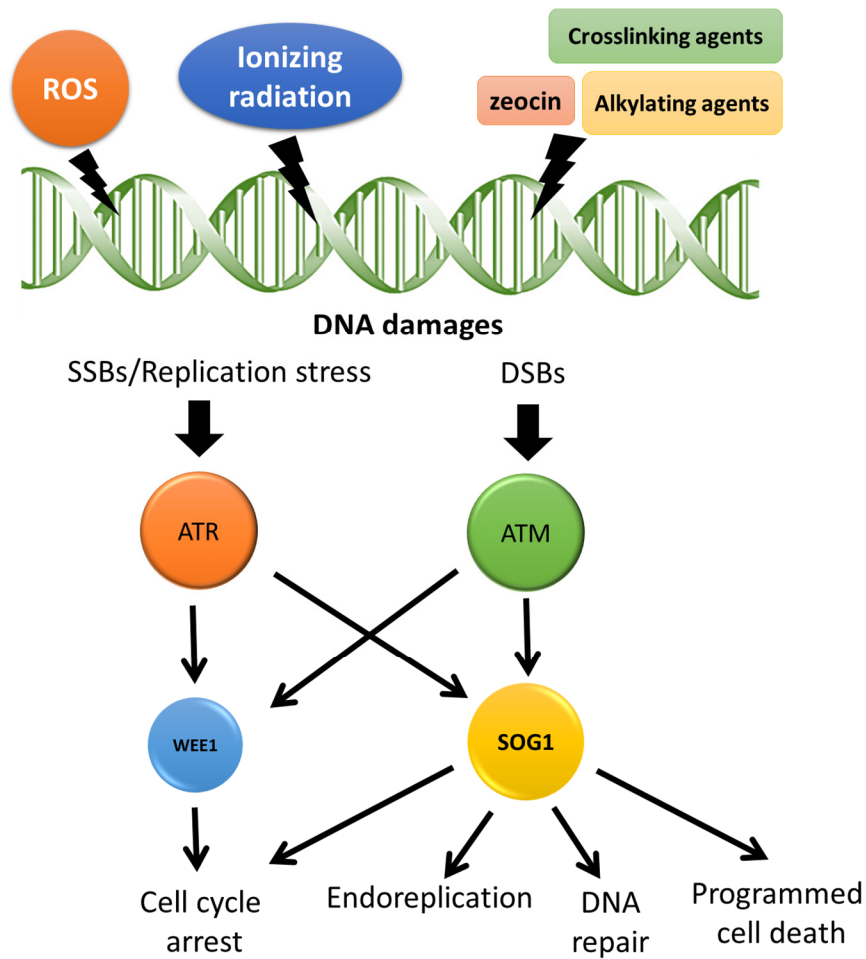 ROS
Ionizing
radiation
Crosslinking agents
zeocin
Alkylating agents
DNA damages
SSBs/Replication stress
DSBs
ATR
ATM
WEE1
SOG1
Cell cycle
arrest
Endoreplication
DNA
repair
Programmed
cell death